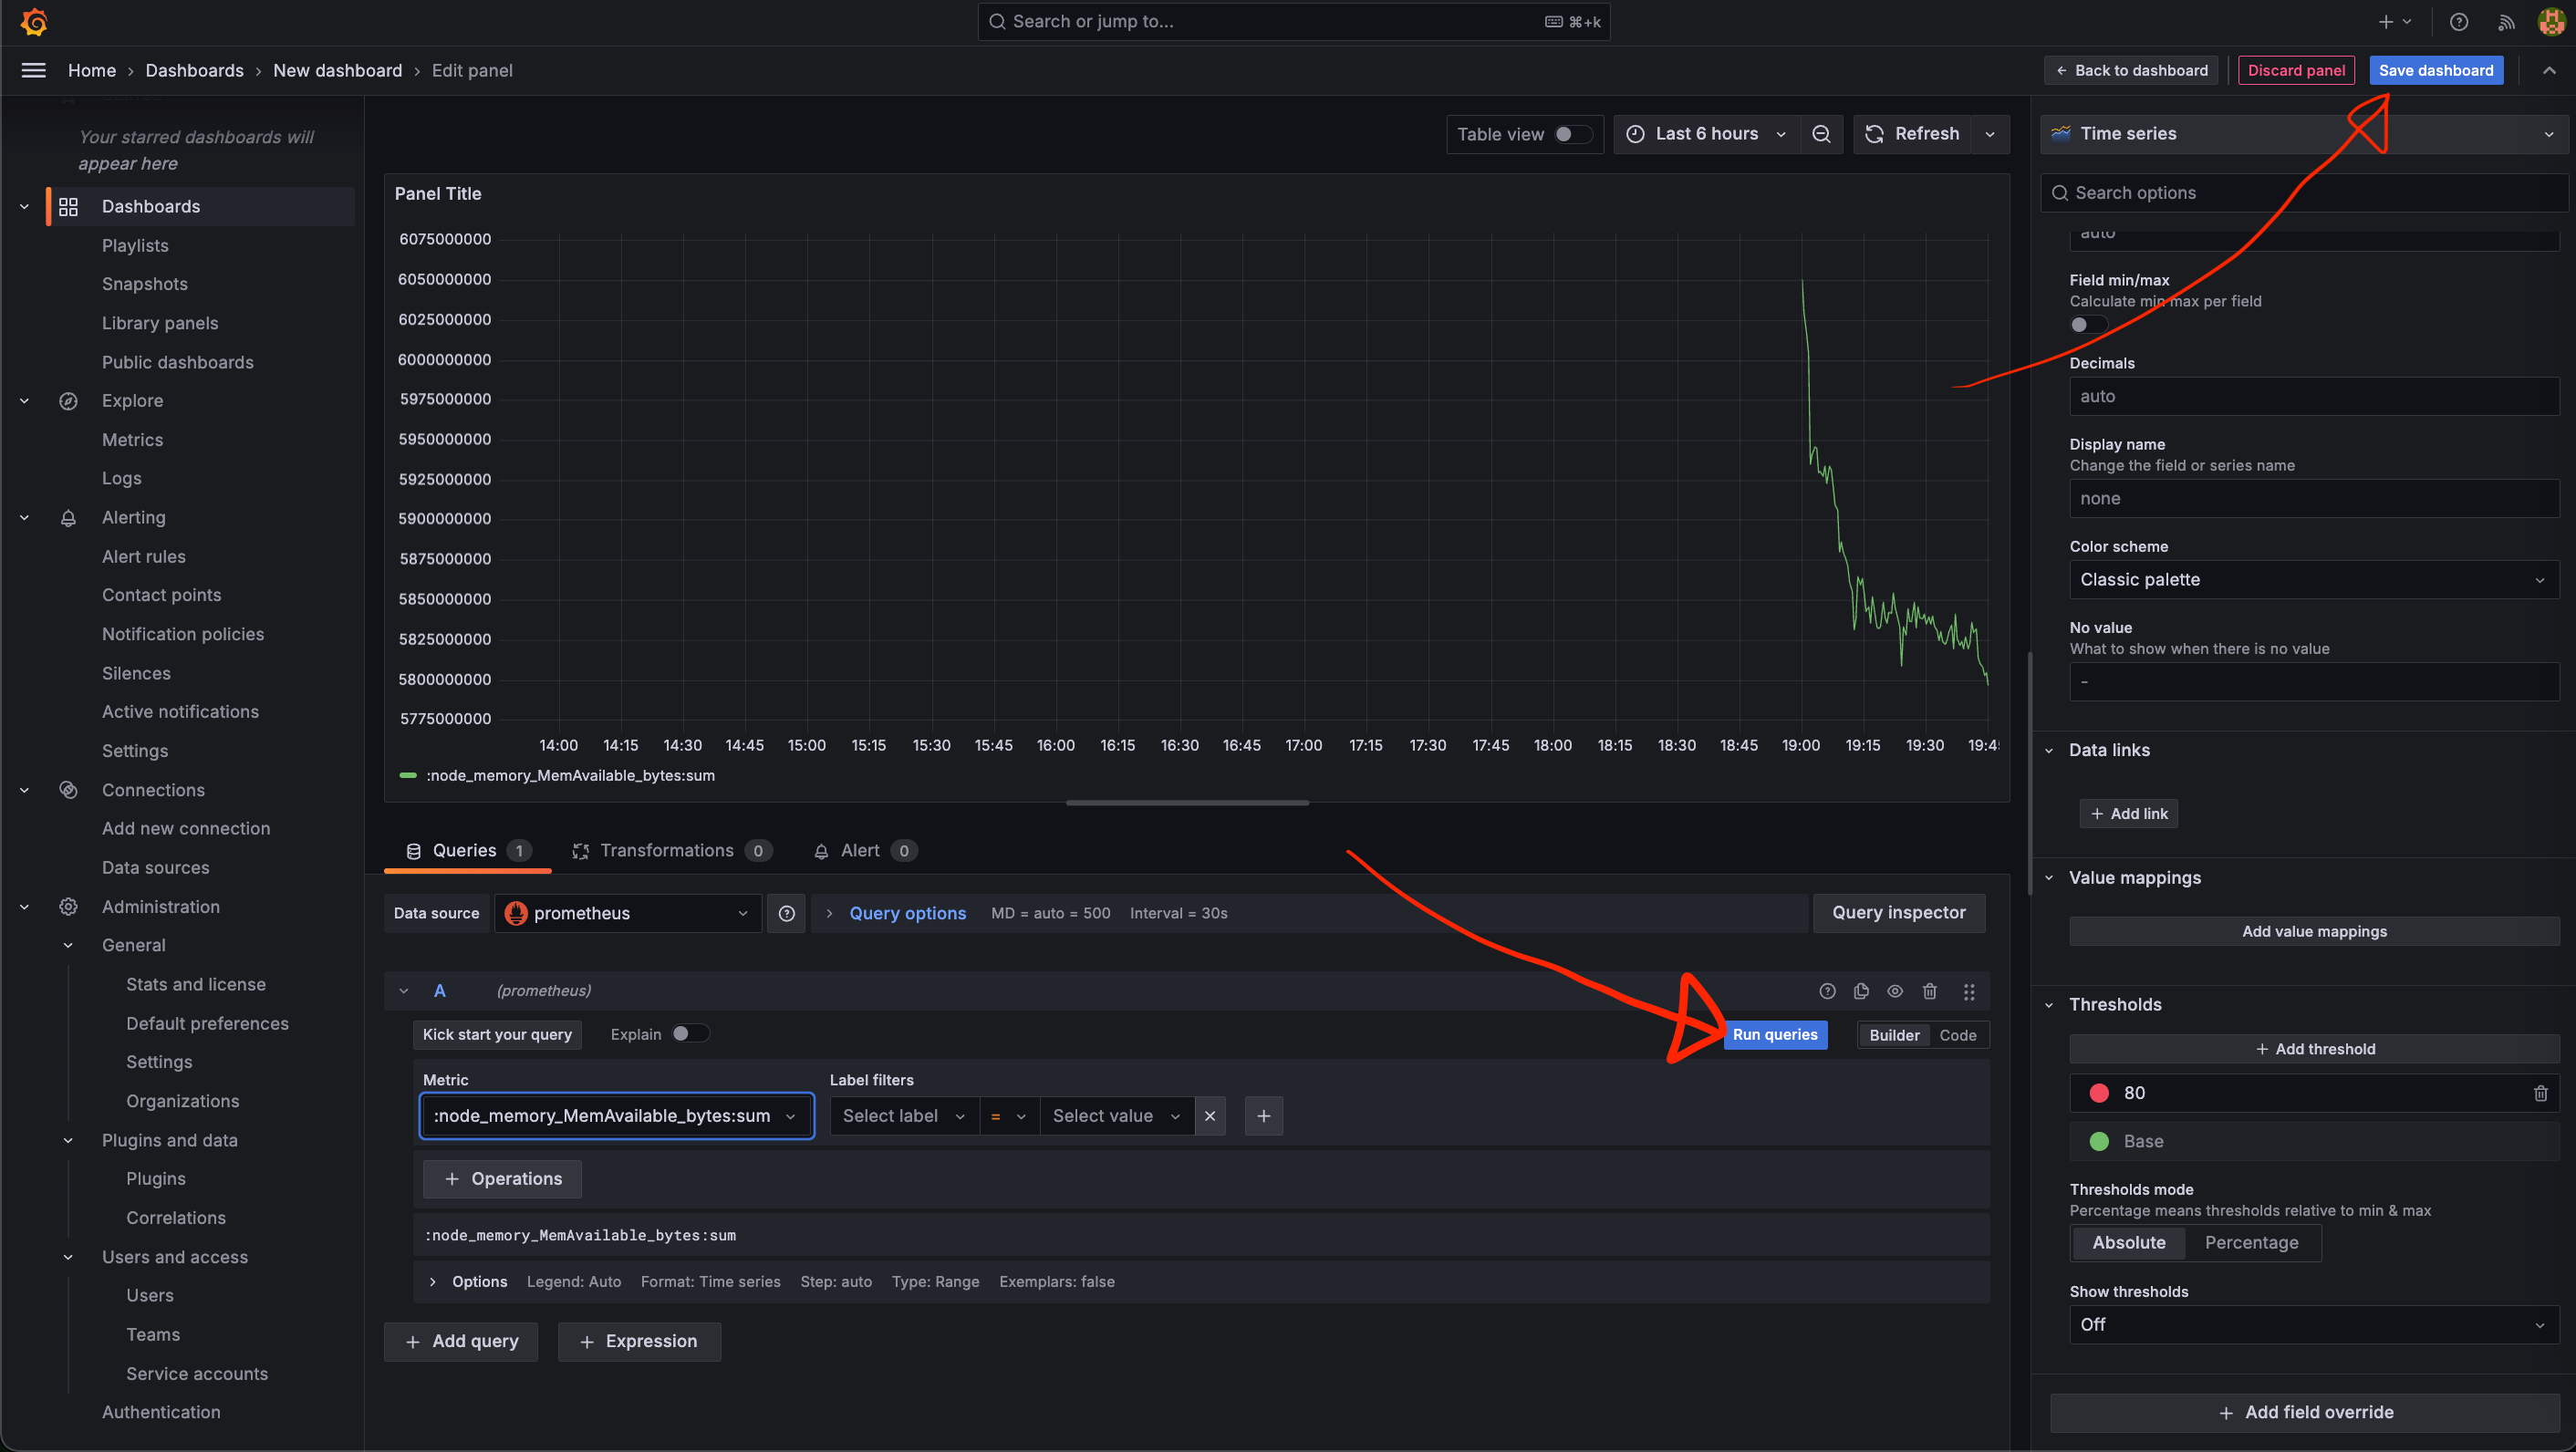 Search or jump to...
⌘+k
Home › Dashboards › New dashboard › Edit panel
Back to dashboard
Discard panel
Save dashboard
Your starred dashboards will
appear here
Dashboards
Playlists
Snapshots
Library panels
Public dashboards
Explore
Metrics
Logs
Alerting
Alert rules
Contact points
Notification policies
Silences
Active notifications
Settings
Connections
Add new connection
Data sources
Administration
General
Stats and license
Default preferences
Settings
Organizations
Plugins and data
Plugins
Correlations
Users and access
Users
Teams
Service accounts
Authentication
Table view
Last 6 hours
Refresh
Panel Title
6075000000
6050000000
6025000000
6000000000
5975000000
5950000000
5925000000
5900000000
5875000000
5850000000
5825000000
5800000000
5775000000
14:00 14:15 14:30 14:45 15:00 15:15 15:30 15:45 16:00 16:15 16:30 16:45 17:00 17:15 17:30 17:45 18:00 18:15 18:30 18:45 19:00 19:15 19:30
:node_memory_MemAvailable_bytes:sum
Queries 1 Transformations 0 Alert 0
Data source prometheus Query options MD = auto = 500 Interval = 30s Query inspector
A (prometheus)
Kick start your query Explain Run queries Builder Code
Metric Label filters
:node_memory_MemAvailable_bytes:sum Select label = Select value
+ Operations
:node_memory_MemAvailable_bytes:sum
Options Legend: Auto Format: Time series Step: auto Type: Range Exemplars: false
+ Add query + Expression
Time series
Search options
auto
Field min/max
Calculate min max per field
Decimals
auto
Display name
Change the field or series name
none
Color scheme
Classic palette
No value
What to show when there is no value
-
Data links
+ Add link
Value mappings
Add value mappings
Thresholds
+ Add threshold
80
Base
Thresholds mode
Percentage means thresholds relative to min & max
Absolute Percentage
Show thresholds
Off
+ Add field override